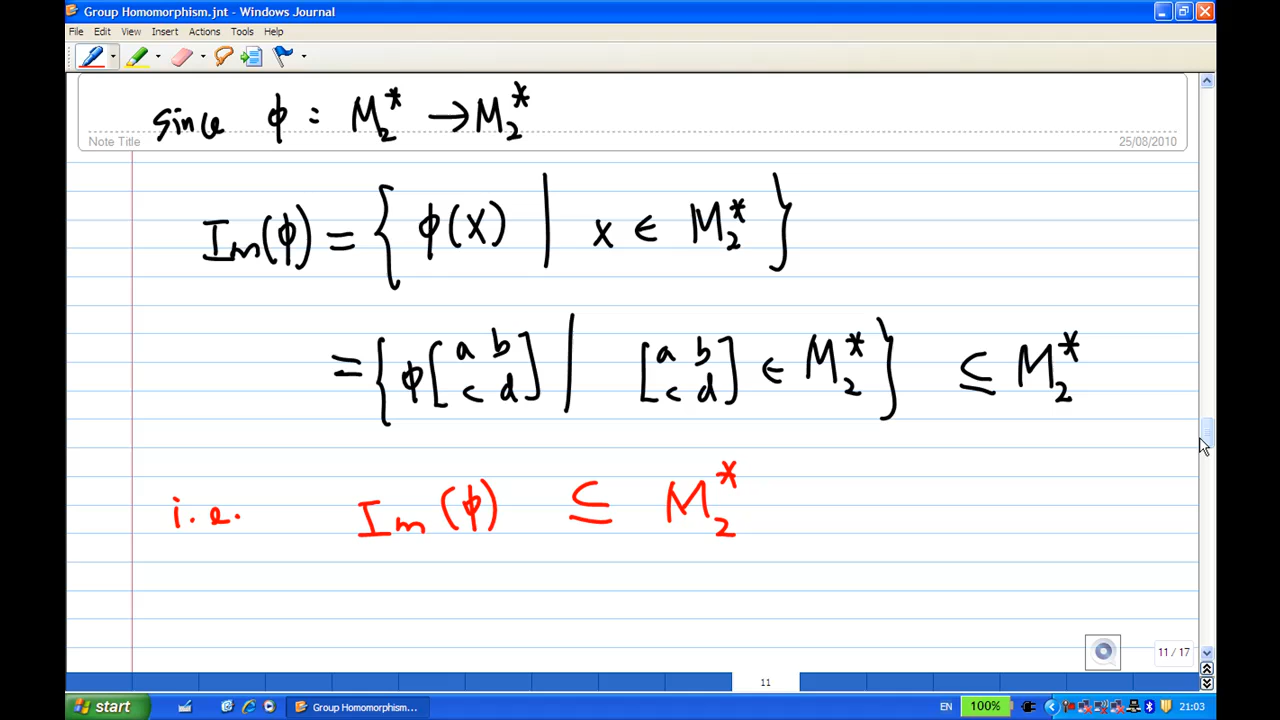 Group Homomorphism.jnt - Windows Journal
File Edit View Insert Actions Tools Help
since ϕ : M₂* → M₂*
Note Title 25/08/2010
Im(ϕ) = { ϕ(X) | x ∈ M₂* }
= { ϕ[a b; c d] | [a b; c d] ∈ M₂* } ⊆ M₂*
i.e. Im(ϕ) ⊆ M₂*
11 / 17
11
start Group Homomorphism... EN 100% 21:03